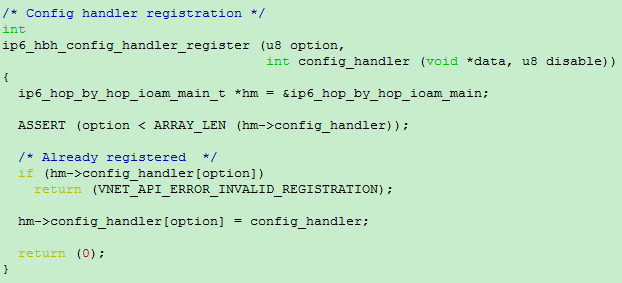 /* Config handler registration */
int
ip6_hbh_config_handler_register (u8 option,
                                 int config_handler (void *data, u8 disable))
{
  ip6_hop_by_hop_ioam_main_t *hm = &ip6_hop_by_hop_ioam_main;

  ASSERT (option < ARRAY_LEN (hm->config_handler));

  /* Already registered  */
  if (hm->config_handler[option])
    return (VNET_API_ERROR_INVALID_REGISTRATION);

  hm->config_handler[option] = config_handler;

  return (0);
}